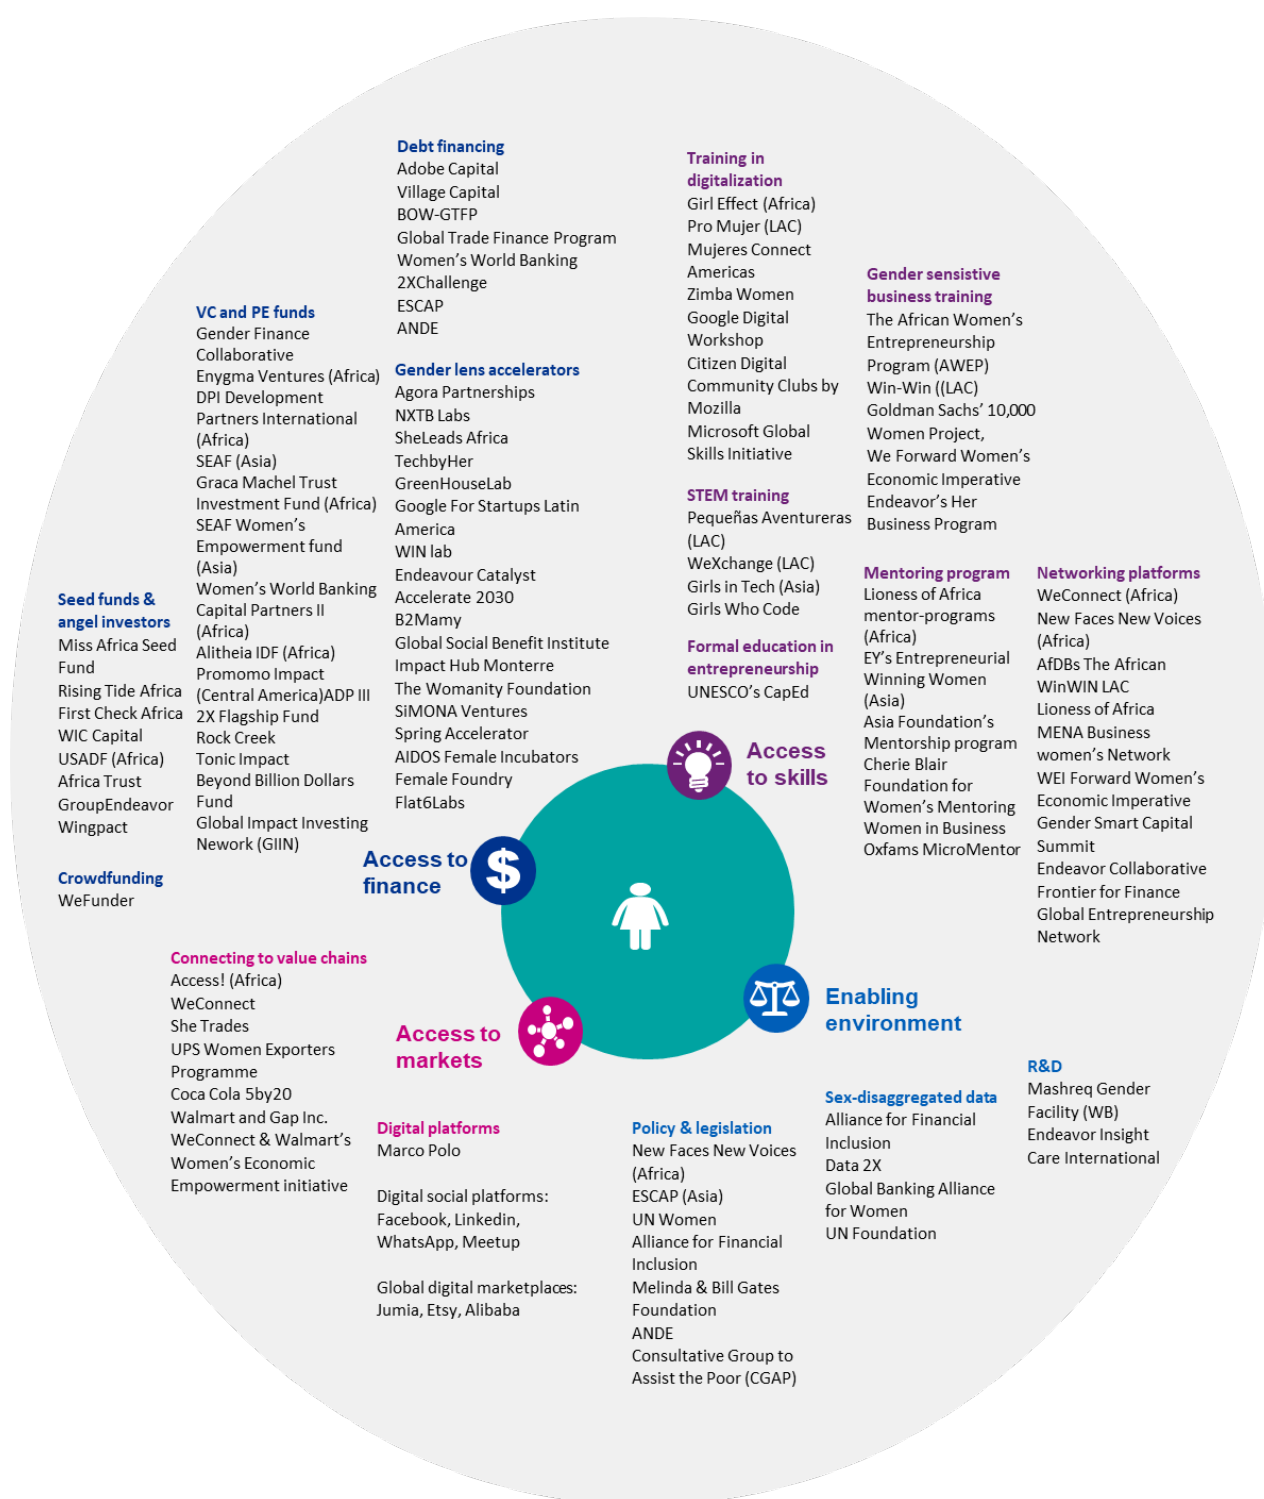 Debt financing
Adobe Capital
Village Capital
BOW-GTFP
Global Trade Finance Program
Women's World Banking
2XChallenge
ESCAP
ANDE
Gender lens accelerators
Agora Partnerships
NXTB Labs
SheLeads Africa
TechbyHer
GreenHouseLab
Google For Startups Latin
America
WIN lab
Endeavour Catalyst
Accelerate 2030
B2Mamy
Global Social Benefit Institute
Impact Hub Monterre
The Womanity Foundation
SiMONA Ventures
Spring Accelerator
AIDOS Female Incubators
Female Foundry
Flat6Labs
VC and PE funds
Gender Finance
Collaborative
Enygma Ventures (Africa)
DPI Development
Partners International
(Africa)
SEAF (Asia)
Graca Machel Trust
Investment Fund (Africa)
SEAF Women's
Empowerment fund
(Asia)
Women's World Banking
Capital Partners II
(Africa)
Alitheia IDF (Africa)
Promomo Impact
(Central America)ADP III
2X Flagship Fund
Rock Creek
Tonic Impact
Beyond Billion Dollars
Fund
Global Impact Investing
Nework (GIIN)
Seed funds &
angel investors
Miss Africa Seed
Fund
Rising Tide Africa
First Check Africa
WIC Capital
USADF (Africa)
Africa Trust
GroupEndeavor
Wingpact
Crowdfunding
WeFunder
Access to
finance
$
Training in
digitalization
Girl Effect (Africa)
Pro Mujer (LAC)
Mujeres Connect
Americas
Zimba Women
Google Digital
Workshop
Citizen Digital
Community Clubs by
Mozilla
Microsoft Global
Skills Initiative
STEM training
Pequeñas Aventureras
(LAC)
WeXchange (LAC)
Girls in Tech (Asia)
Girls Who Code
Formal education in
entrepreneurship
UNESCO's CapEd
Access
to skills
Gender sensistive
business training
The African Women's
Entrepreneurship
Program (AWEP)
Win-Win ((LAC)
Goldman Sachs' 10,000
Women Project,
We Forward Women's
Economic Imperative
Endeavor's Her
Business Program
Mentoring program
Lioness of Africa
mentor-programs
(Africa)
EY's Entrepreneurial
Winning Women
(Asia)
Asia Foundation's
Mentorship program
Cherie Blair
Foundation for
Women's Mentoring
Women in Business
Oxfams MicroMentor
Networking platforms
WeConnect (Africa)
New Faces New Voices
(Africa)
AfDBs The African
WinWIN LAC
Lioness of Africa
MENA Business
women's Network
WEI Forward Women's
Economic Imperative
Gender Smart Capital
Summit
Endeavor Collaborative
Frontier for Finance
Global Entrepreneurship
Network
Connecting to value chains
Access! (Africa)
WeConnect
She Trades
UPS Women Exporters
Programme
Coca Cola 5by20
Walmart and Gap Inc.
WeConnect & Walmart's
Women's Economic
Empowerment initiative
Access to
markets
Digital platforms
Marco Polo
Digital social platforms:
Facebook, Linkedin,
WhatsApp, Meetup
Global digital marketplaces:
Jumia, Etsy, Alibaba
Enabling
environment
Policy & legislation
New Faces New Voices
(Africa)
ESCAP (Asia)
UN Women
Alliance for Financial
Inclusion
Melinda & Bill Gates
Foundation
ANDE
Consultative Group to
Assist the Poor (CGAP)
Sex-disaggregated data
Alliance for Financial
Inclusion
Data 2X
Global Banking Alliance
for Women
UN Foundation
R&D
Mashreq Gender
Facility (WB)
Endeavor Insight
Care International